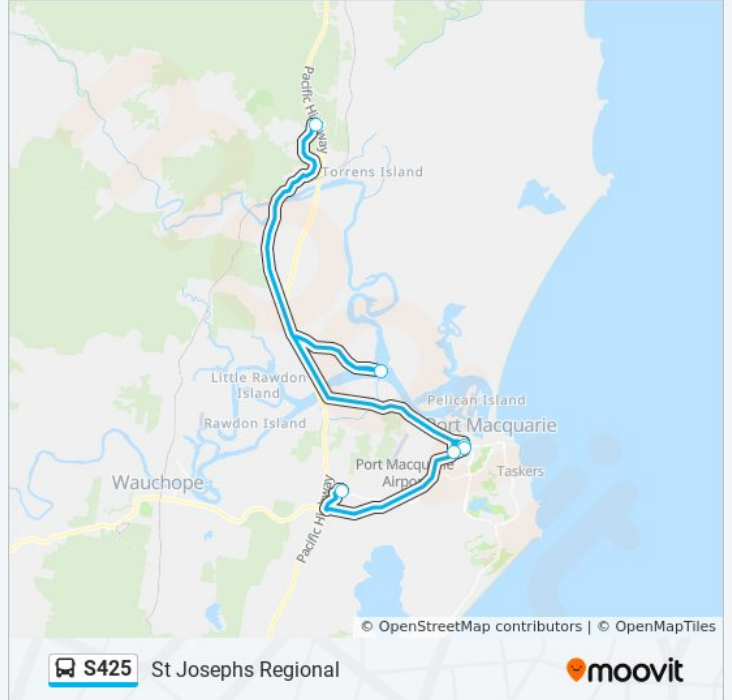 Pacific Highway
Torrens Island
Little Rawdon
Island
Pelican Island
Rawdon Island
Port Macquarie
Port Macquarie
Airport
Taskers
Wauchope
Pacific Highway
© OpenStreetMap contributors | © OpenMapTiles
S425 St Josephs Regional
moovit